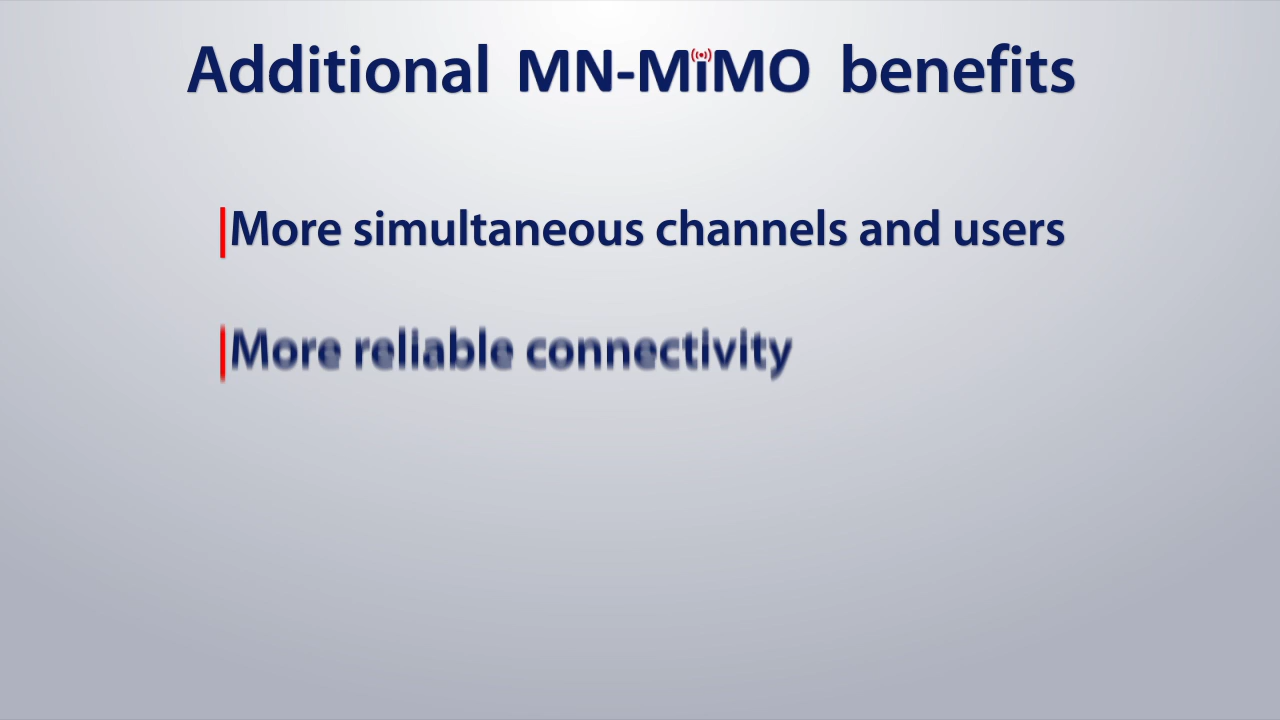 Additional MN-MiMO benefits
More simultaneous channels and users
More reliable connectivity